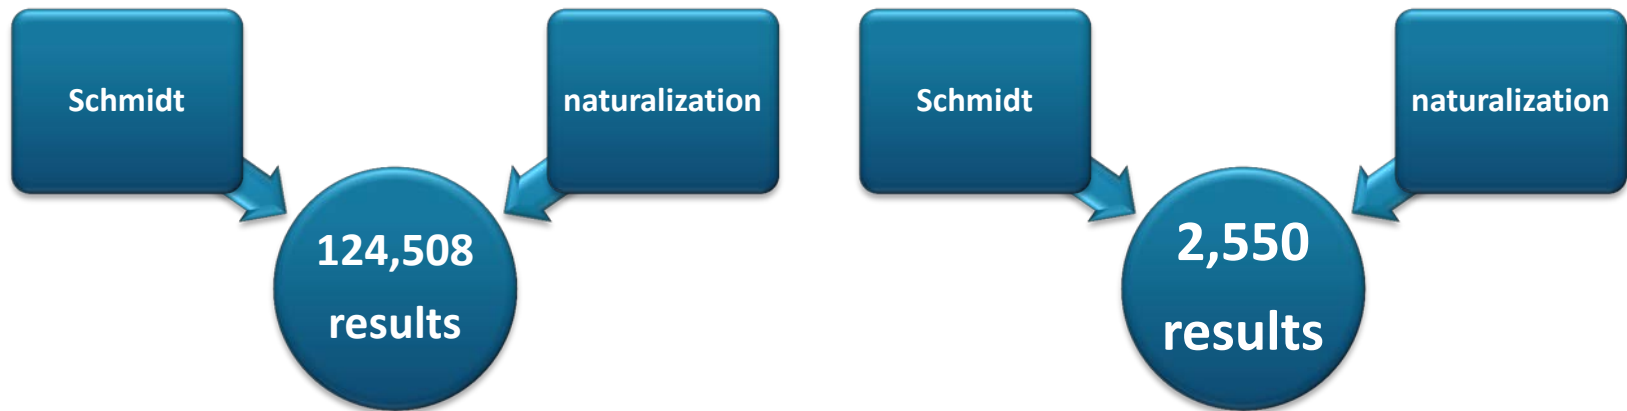 Schmidt
naturalization
124,508
results
Schmidt
naturalization
2,550
results